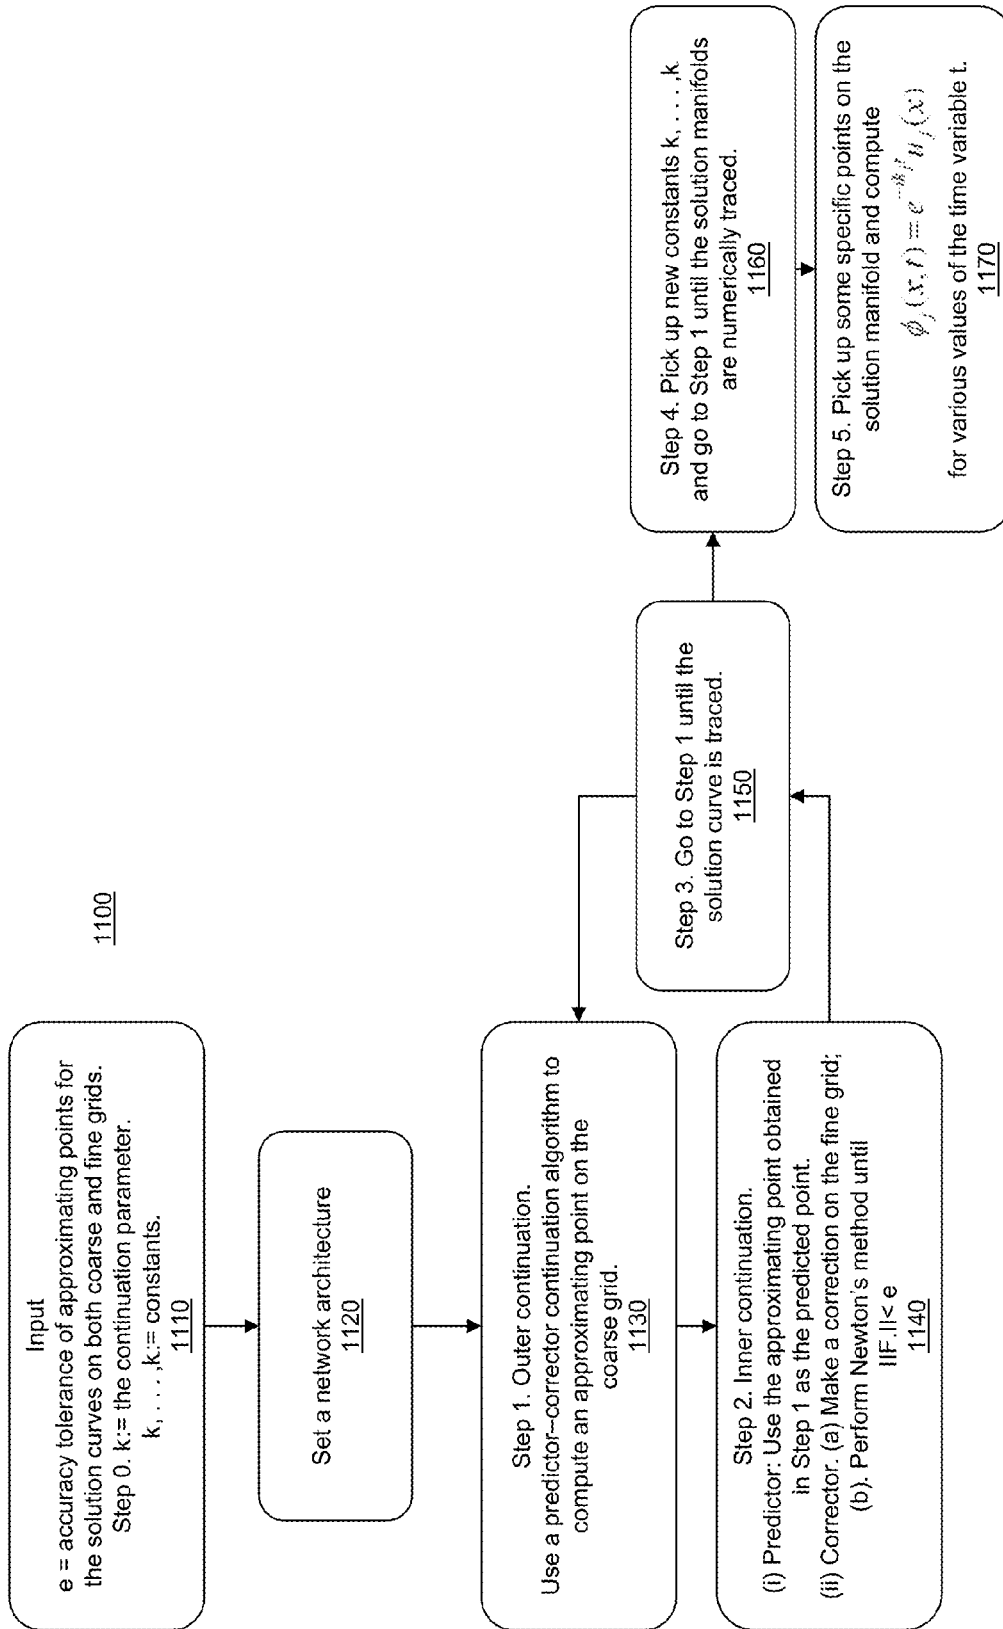 1100
Input
e = accuracy tolerance of approximating points for
the solution curves on both coarse and fine grids.
Step 0. k:= the continuation parameter.
k, . . . ,k:= constants.
1110
Set a network architecture
1120
Step 1. Outer continuation.
Use a predictor–corrector continuation algorithm to
compute an approximating point on the
coarse grid.
1130
Step 2. Inner continuation.
(i) Predictor: Use the approximating point obtained
in Step 1 as the predicted point.
(ii) Corrector. (a) Make a correction on the fine grid;
(b). Perform Newton's method until
||F.||< e
1140
Step 3. Go to Step 1 until the
solution curve is traced.
1150
Step 4. Pick up new constants k, . . . ,k
and go to Step 1 until the solution manifolds
are numerically traced.
1160
Step 5. Pick up some specific points on the
solution manifold and compute
ϕ_j(x,t) = e u_j(x)
for various values of the time variable t.
1170